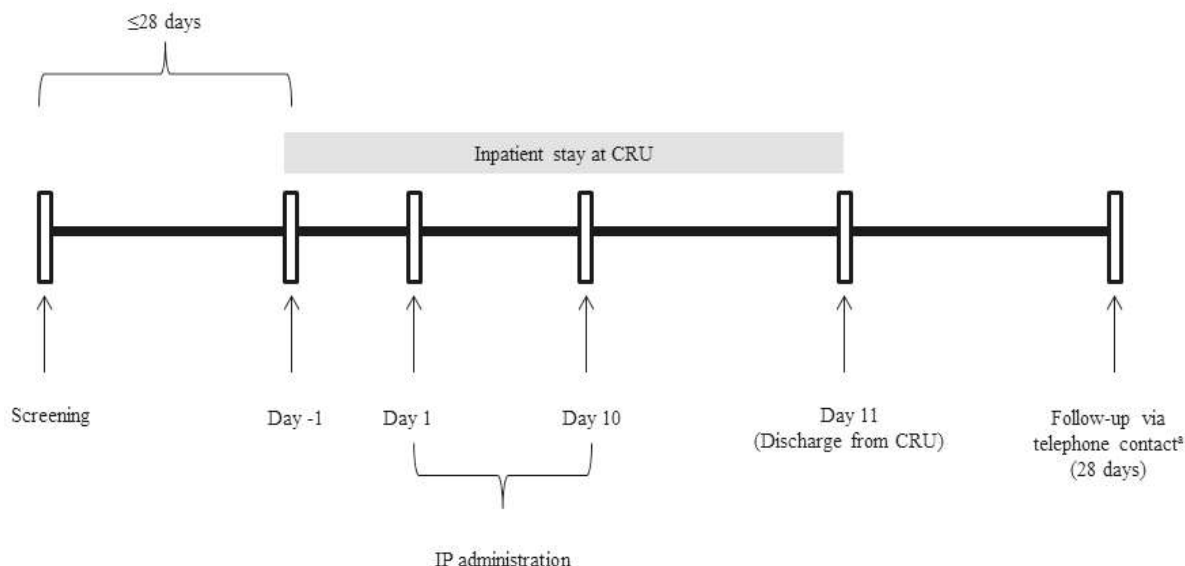 ≤28 days
Inpatient stay at CRU
Screening
Day -1
Day 1
Day 10
Day 11
(Discharge from CRU)
Follow-up via
telephone contactᵃ
(28 days)
IP administration